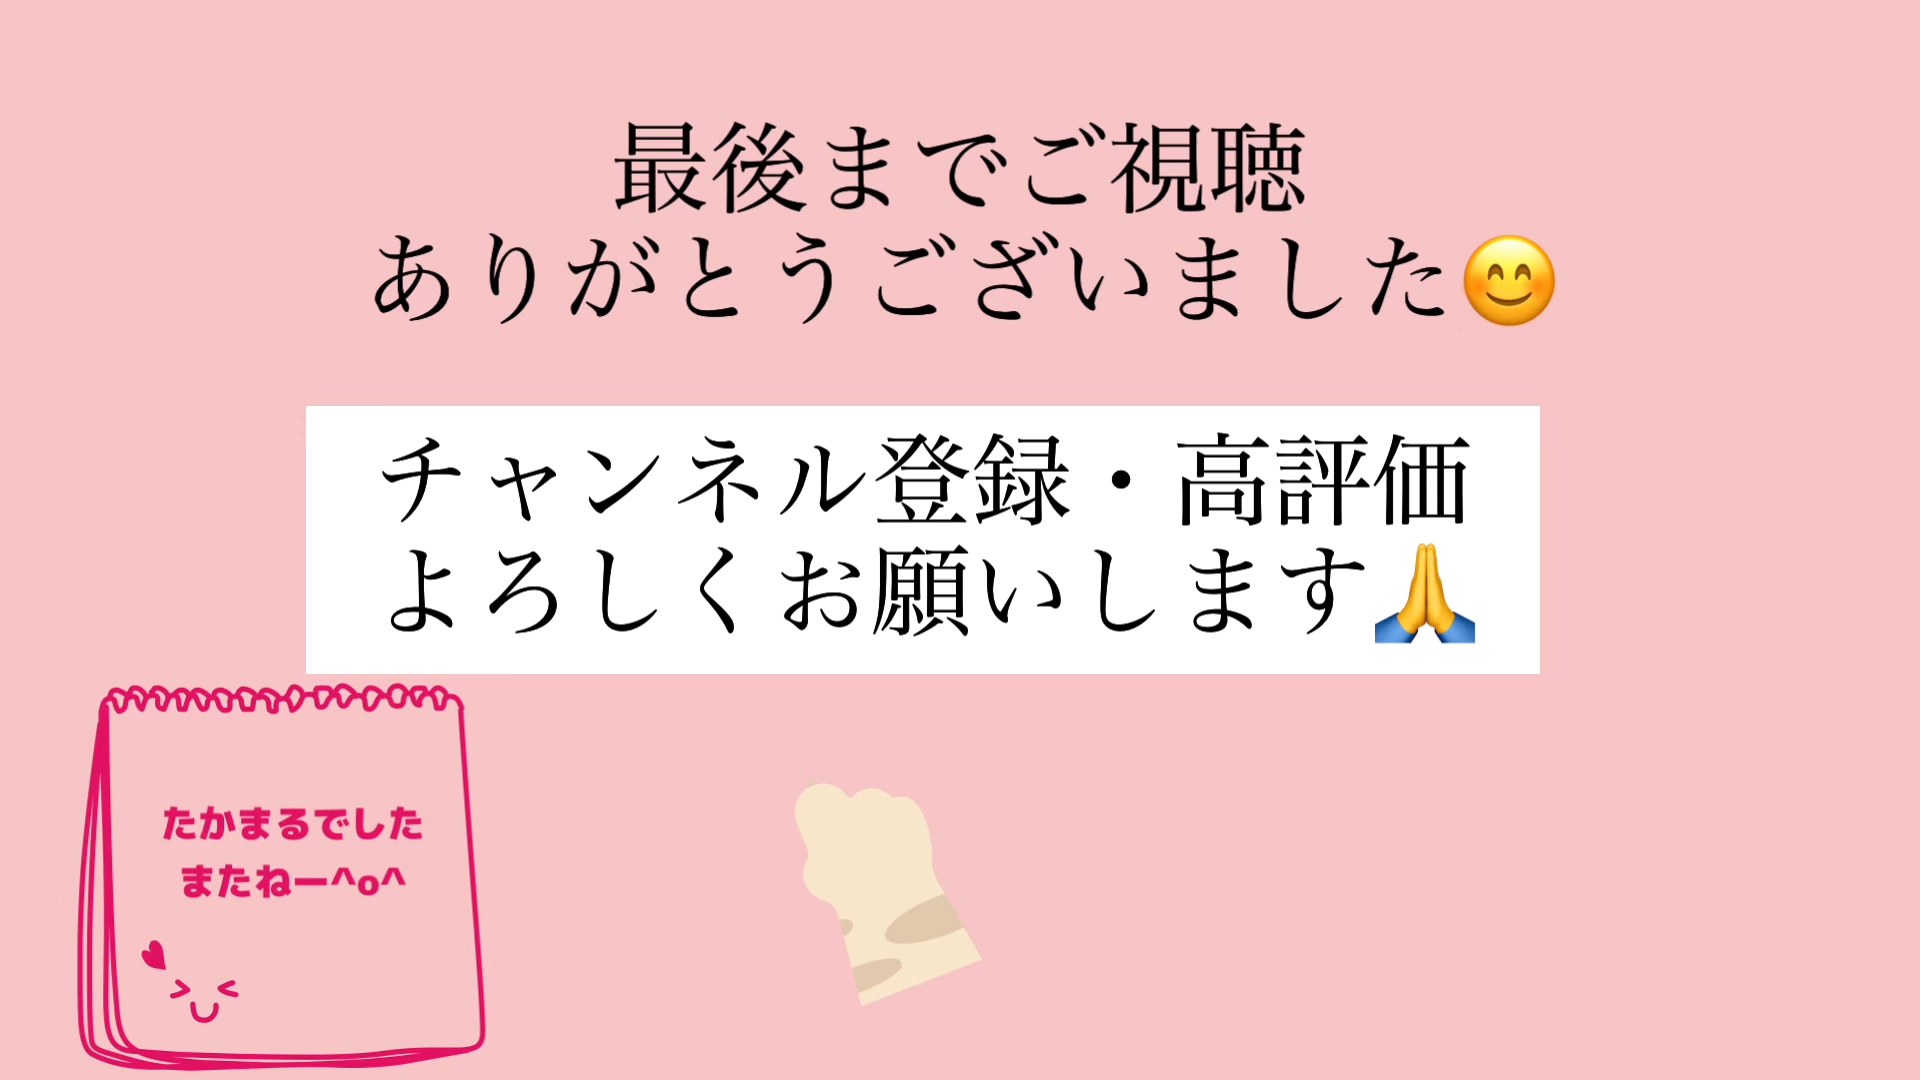 最後までご視聴
ありがとうございました😊
チャンネル登録・高評価
よろしくお願いします🙏
たかまるでした
またねー^o^